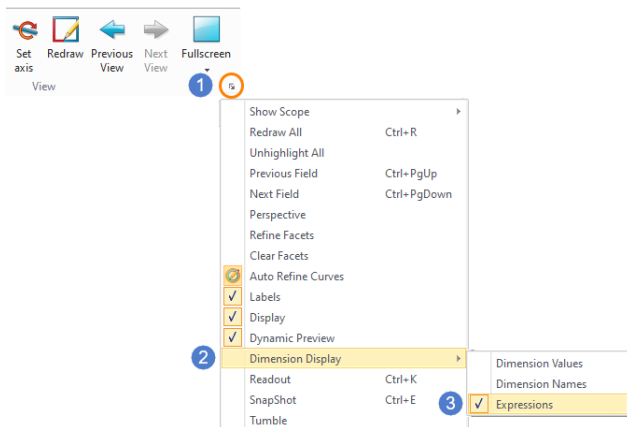 Set Redraw Previous Next Fullscreen
axis View View
View
1
Show Scope
Redraw All Ctrl+R
Unhighlight All
Previous Field Ctrl+PgUp
Next Field Ctrl+PgDown
Perspective
Refine Facets
Clear Facets
Auto Refine Curves
Labels
Display
Dynamic Preview
2 Dimension Display
Dimension Values
Readout Ctrl+K
Dimension Names
SnapShot Ctrl+E
3 Expressions
Tumble